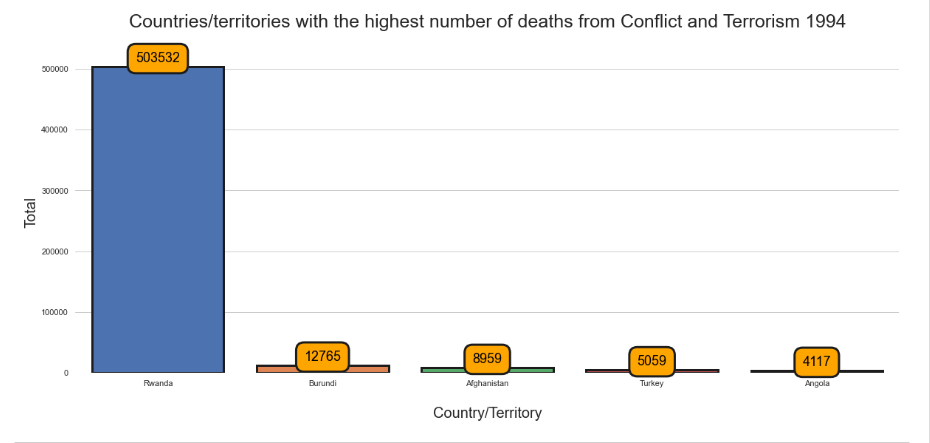 Countries/territories with the highest number of deaths from Conflict and Terrorism 1994
503532
500000
400000
300000
Total
200000
100000
12765
8959
5059
4117
0
Rwanda Burundi Afghanistan Turkey Angola
Country/Territory